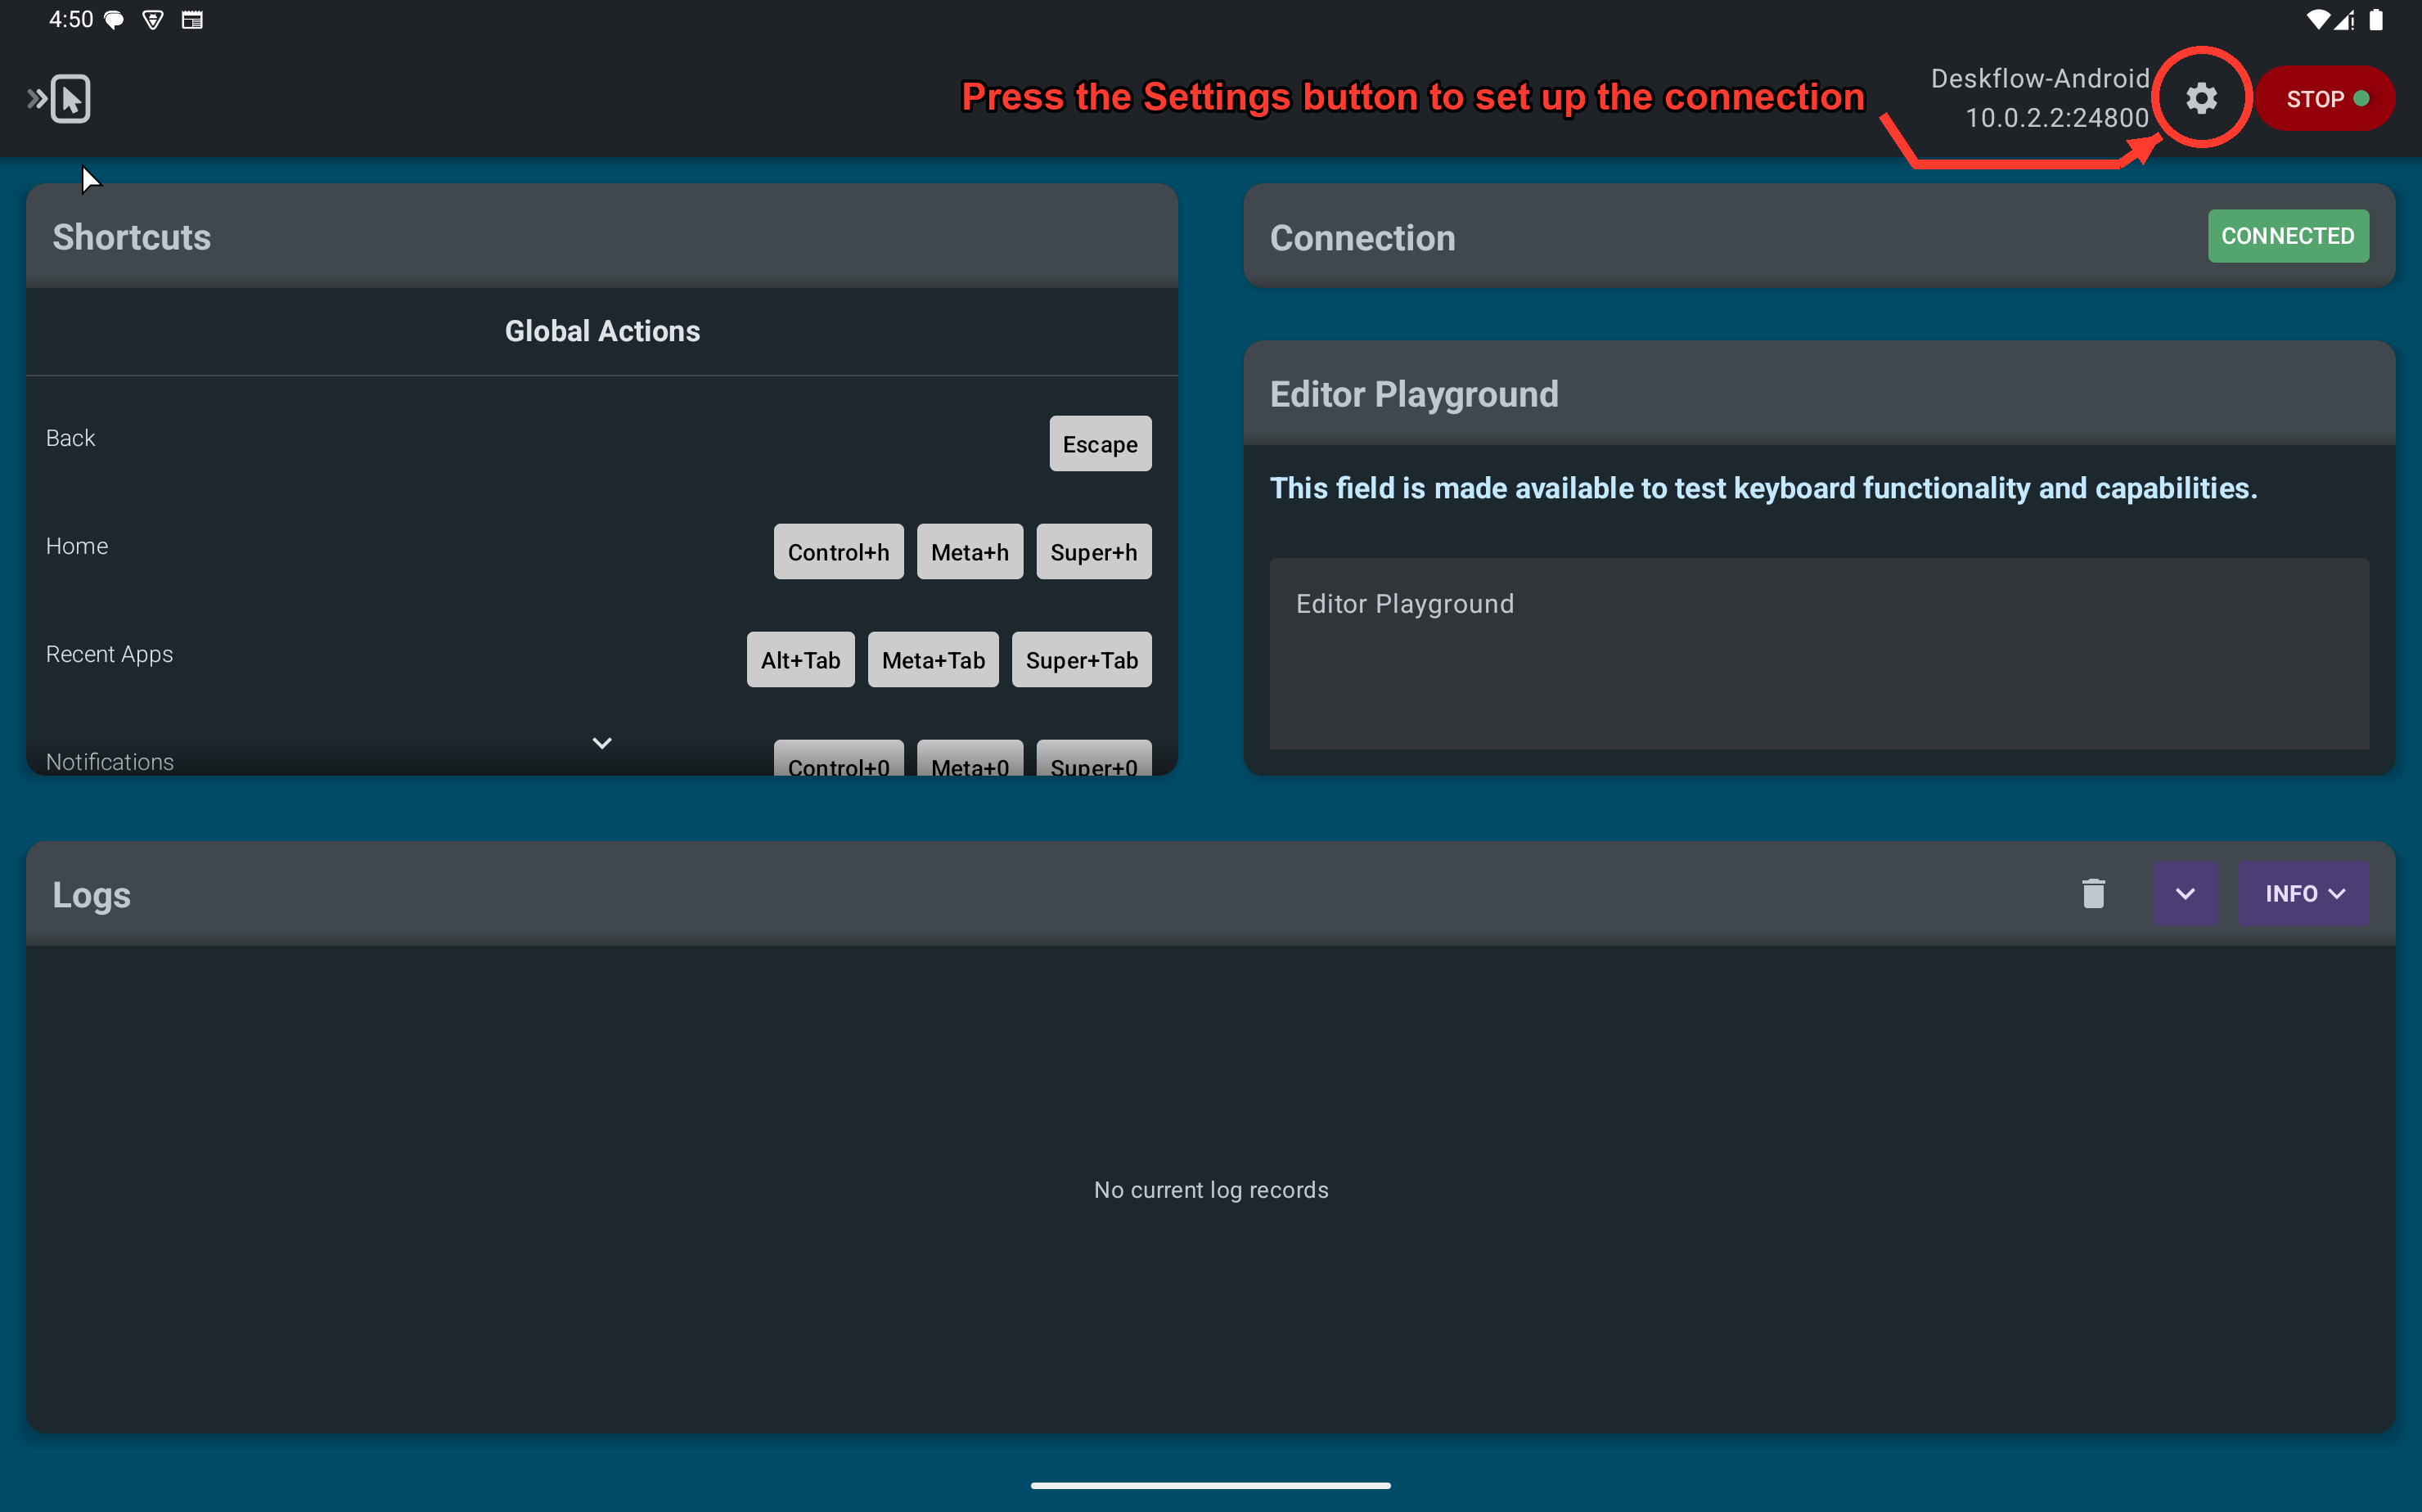 4:50
Press the Settings button to set up the connection
Deskflow-Android
10.0.2.2:24800
STOP
Shortcuts
Global Actions
Back
Escape
Home
Control+h Meta+h Super+h
Recent Apps
Alt+Tab Meta+Tab Super+Tab
Notifications
Control+0 Meta+0 Super+0
Connection
CONNECTED
Editor Playground
This field is made available to test keyboard functionality and capabilities.
Editor Playground
Logs
INFO
No current log records